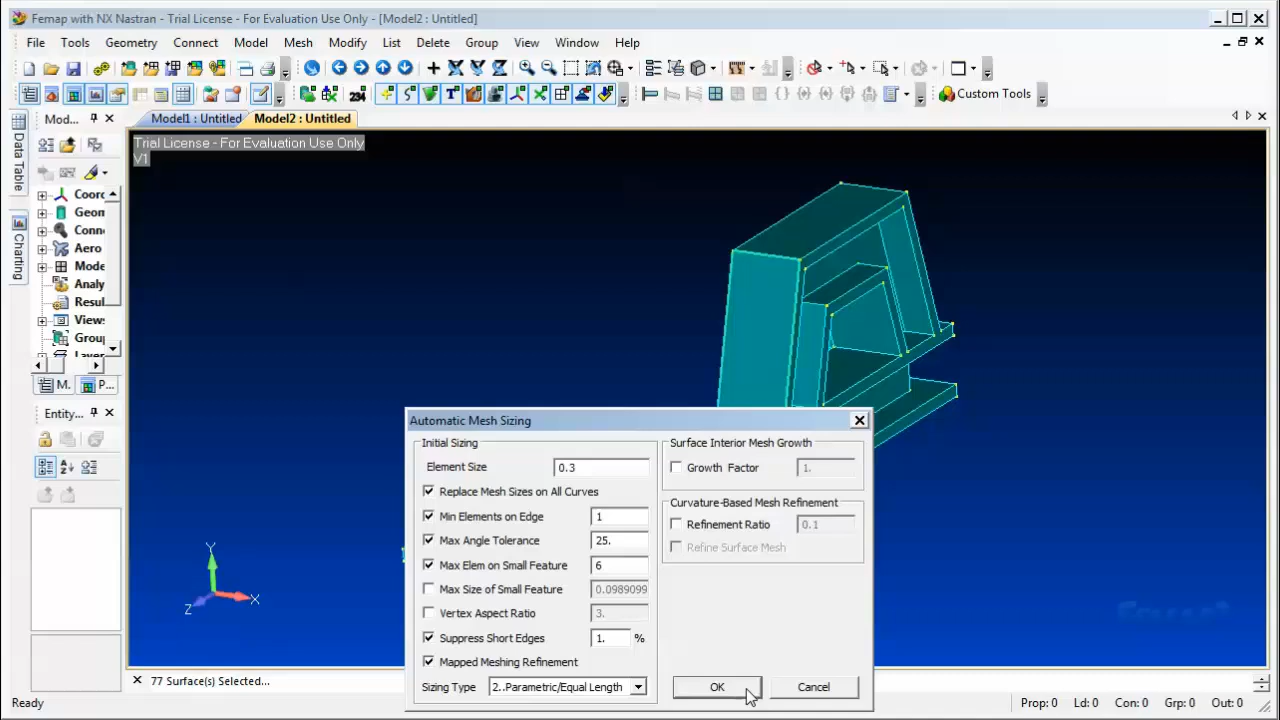 Femap with NX Nastran - Trial License - For Evaluation Use Only - [Model2 : Untitled]
File Tools Geometry Connect Model Mesh Modify List Delete Group View Window Help
234
Custom Tools
Mod...
Model1 : Untitled
Model2 : Untitled
Data Table
Charting
Trial License - For Evaluation Use Only
V1
Coord
Geom
Conn
Aero
Mode
Analy
Resul
Views
Group
Layer
M.
P...
Entity...
Y
Z
X
Automatic Mesh Sizing
Initial Sizing
Element Size 0.3
Replace Mesh Sizes on All Curves
Min Elements on Edge 1
Max Angle Tolerance 25.
Max Elem on Small Feature 6
Max Size of Small Feature 0.0989099
Vertex Aspect Ratio 3.
Suppress Short Edges 1. %
Mapped Meshing Refinement
Sizing Type 2..Parametric/Equal Length
Surface Interior Mesh Growth
Growth Factor 1.
Curvature-Based Mesh Refinement
Refinement Ratio 0.1
Refine Surface Mesh
OK Cancel
77 Surface(s) Selected...
Ready
Prop: 0 Ld: 0 Con: 0 Grp: 0 Out: 0